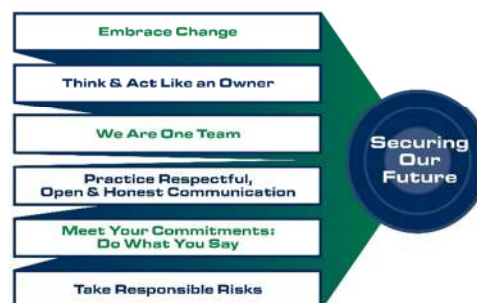 Embrace Change
Think & Act Like an Owner
We Are One Team
Practice Respectful,
Open & Honest Communication
Meet Your Commitments:
Do What You Say
Take Responsible Risks
Securing
Our
Future